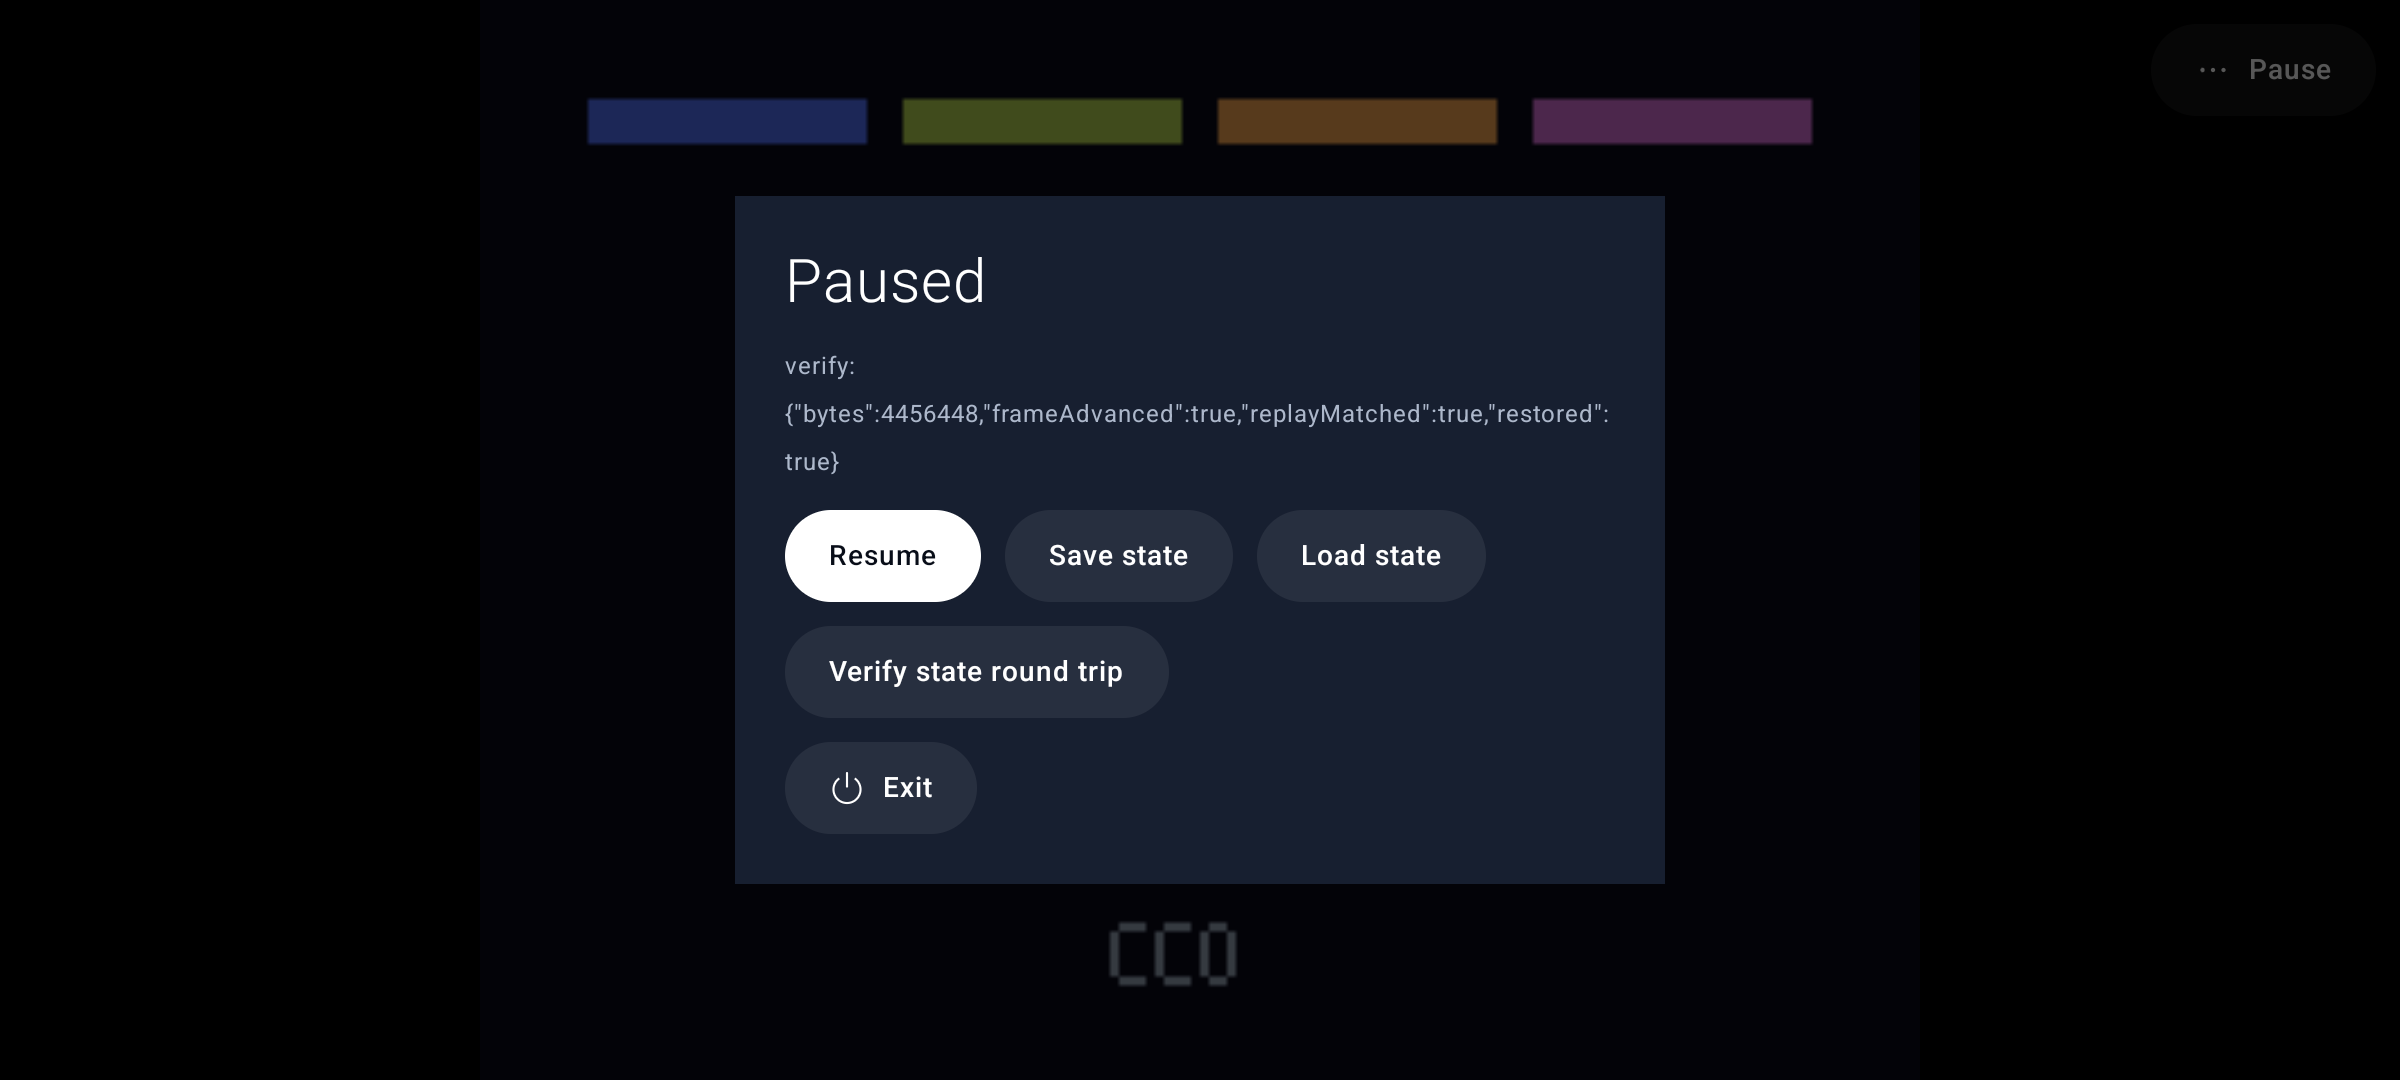 ... Pause
Paused
verify:
{"bytes":4456448,"frameAdvanced":true,"replayMatched":true,"restored":
true}
Resume
Save state
Load state
Verify state round trip
Exit
CC0